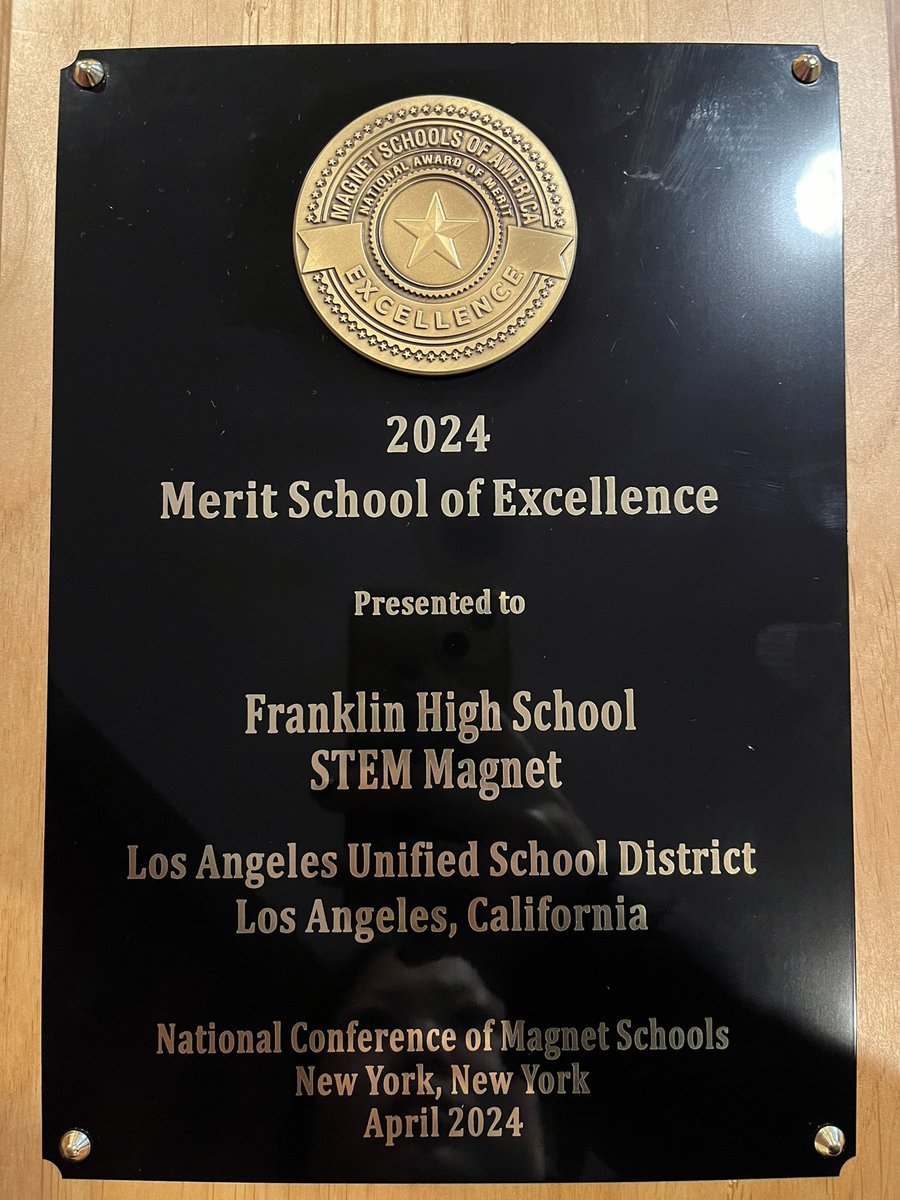 MAGNET SCHOOLS OF AMERICA
NATIONAL AWARD OF MERIT
EXCELLENCE
2024
Merit School of Excellence
Presented to
Franklin High School
STEM Magnet
Los Angeles Unified School District
Los Angeles, California
National Conference of Magnet Schools
New York, New York
April 2024